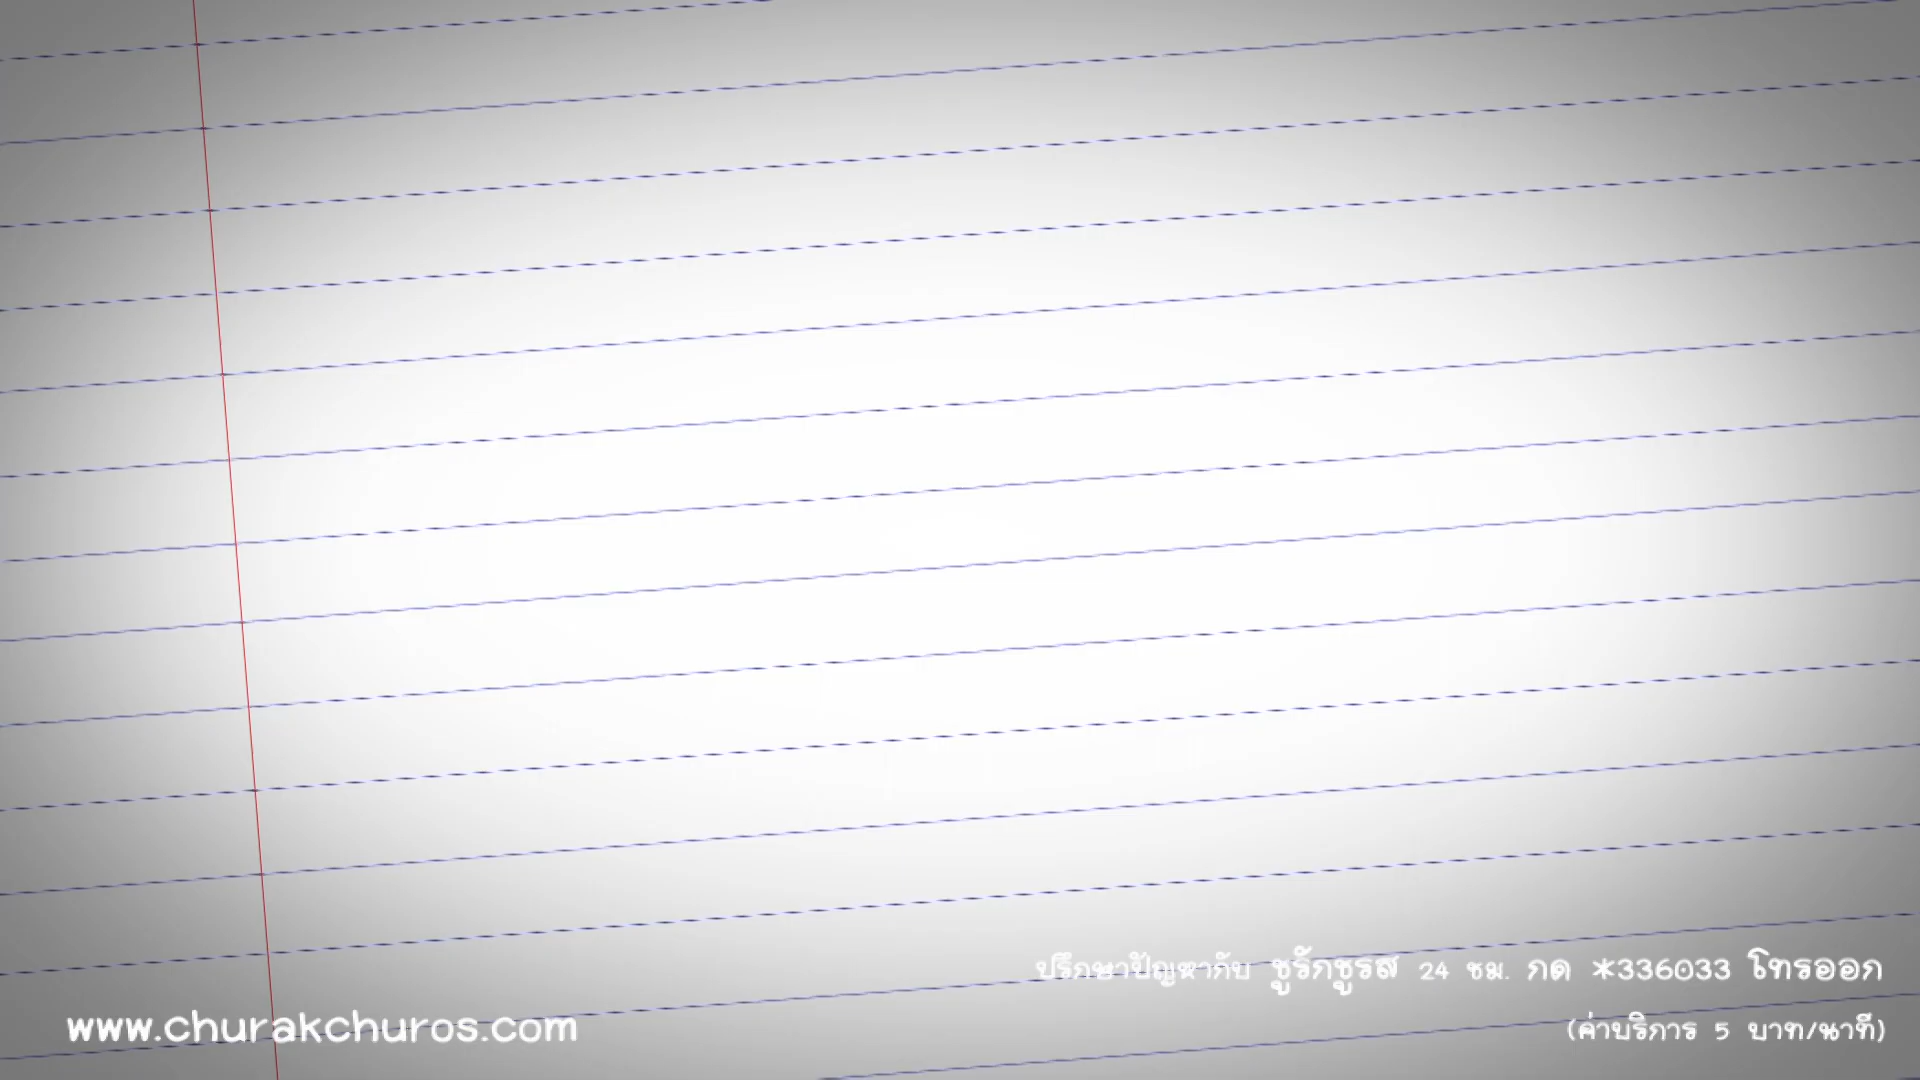 ปรึกษาปัญหากับ ชูรักชูรส 24 ชม. กด *336033 โทรออก
www.churakchuros.com
(ค่าบริการ 5 บาท/นาที)